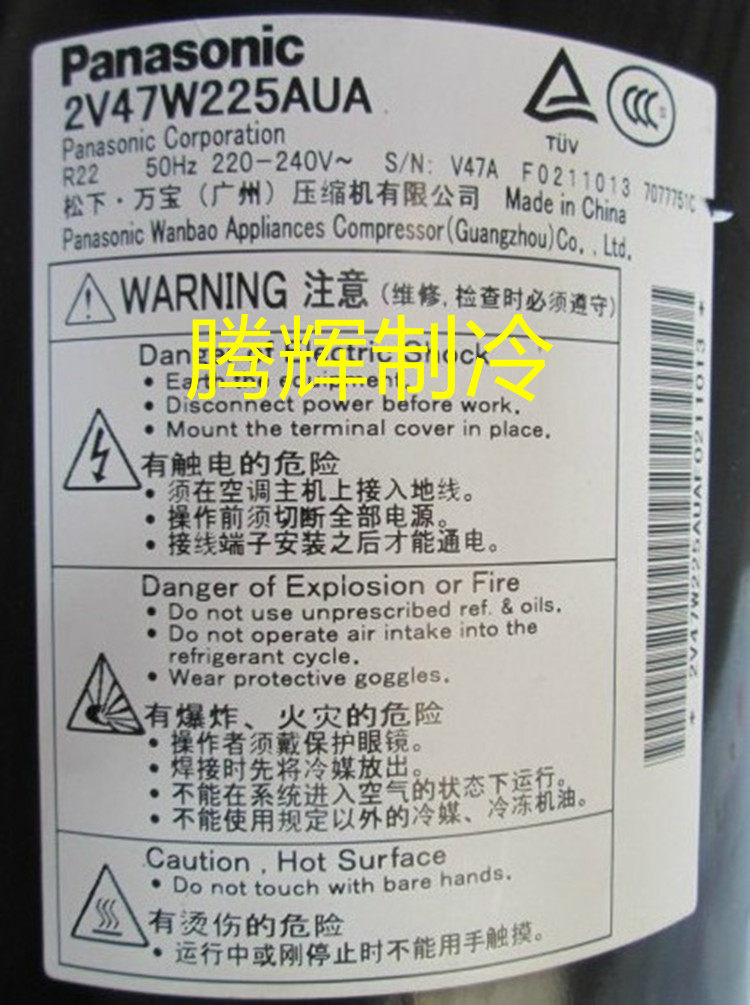 Panasonic
2V47W225AUA
TÜV
CCC
S
Panasonic Corporation
R22 50Hz 220-240V~ S/N: V47A F0211013 7077751C
松下·万宝（广州）压缩机有限公司 Made in China
Panasonic Wanbao Appliances Compressor(Guangzhou)Co.,Ltd.
WARNING 注意（维修,检查时必须遵守）
腾辉制冷
Danger of Electric Shock
• Earth the equipment.
• Disconnect power before work.
• Mount the terminal cover in place.
有触电的危险
• 须在空调主机上接入地线。
• 操作前须切断全部电源。
• 接线端子安装之后才能通电。
Danger of Explosion or Fire
• Do not use unprescribed ref. & oils.
• Do not operate air intake into the
refrigerant cycle.
• Wear protective goggles.
有爆炸、火灾的危险
• 操作者须戴保护眼镜。
• 焊接时先将冷媒放出。
• 不能在系统进入空气的状态下运行。
• 不能使用规定以外的冷媒、冷冻机油。
Caution , Hot Surface
• Do not touch with bare hands.
有烫伤的危险
• 运行中或刚停止时不能用手触摸。
* 2V47W225AUAF0211013 *